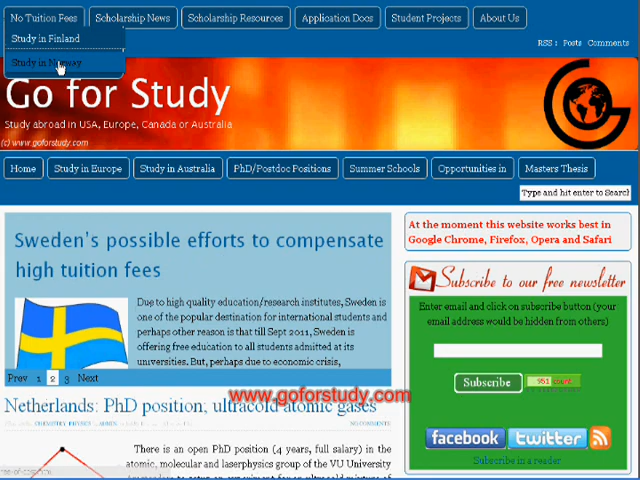 No Tuition Fees
Scholarship News
Scholarship Resources
Application Docs
Student Projects
About Us
Study in Finland
Study in Norway
RSS : Posts Comments
Go for Study
Study abroad in USA, Europe, Canada or Australia
(c) www.goforstudy.com
Home
Study in Europe
Study in Australia
PhD/Postdoc Positions
Summer Schools
Opportunities in
Masters Thesis
Type and hit enter to Search
Sweden's possible efforts to compensate
high tuition fees
Due to high quality education/research institutes, Sweden is
one of the popular destination for international students and
perhaps other reason is that till Sept 2011, Sweden is
offering free education to all students admitted at its
universities. But, perhaps due to economic crisis,
Prev 1 2 3 Next
www.goforstudy.com
Netherlands: PhD position, ultracold atomic gases
NO COMMENTS
There is an open PhD position (4 years, full salary) in the
atomic, molecular and laserphysics group of the VU University
At the moment this website works best in
Google Chrome, Firefox, Opera and Safari
Subscribe to our free newsletter
Enter email and click on subscribe button (your
email address would be hidden from others)
Subscribe
951 count
facebook
twitter
Subscribe in a reader